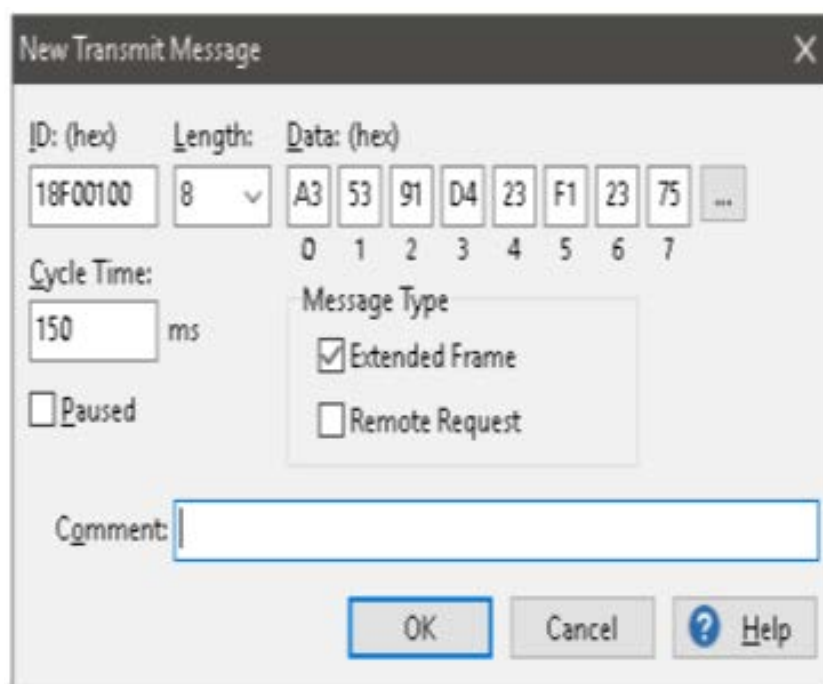 New Transmit Message X
ID: (hex) Length: Data: (hex)
18F00100 8 A3 53 91 D4 23 F1 23 75 ...
0 1 2 3 4 5 6 7
Cycle Time:
150 ms
Message Type
Extended Frame
Paused
Remote Request
Comment:
OK Cancel ? Help